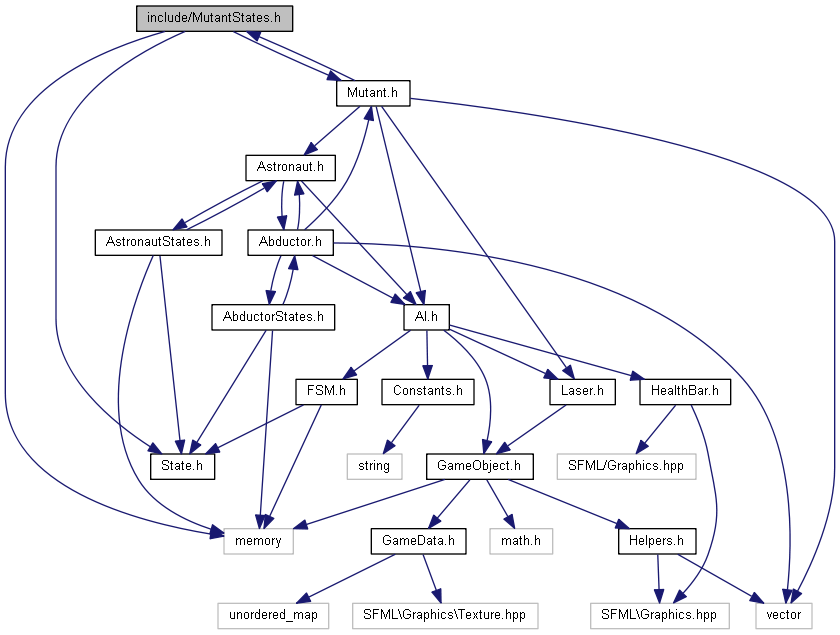 include/MutantStates.h
Mutant.h
Astronaut.h
AstronautStates.h
Abductor.h
AbductorStates.h
AI.h
FSM.h
Constants.h
Laser.h
HealthBar.h
State.h
string
GameObject.h
SFML/Graphics.hpp
memory
GameData.h
math.h
Helpers.h
unordered_map
SFML\Graphics\Texture.hpp
SFML\Graphics.hpp
vector